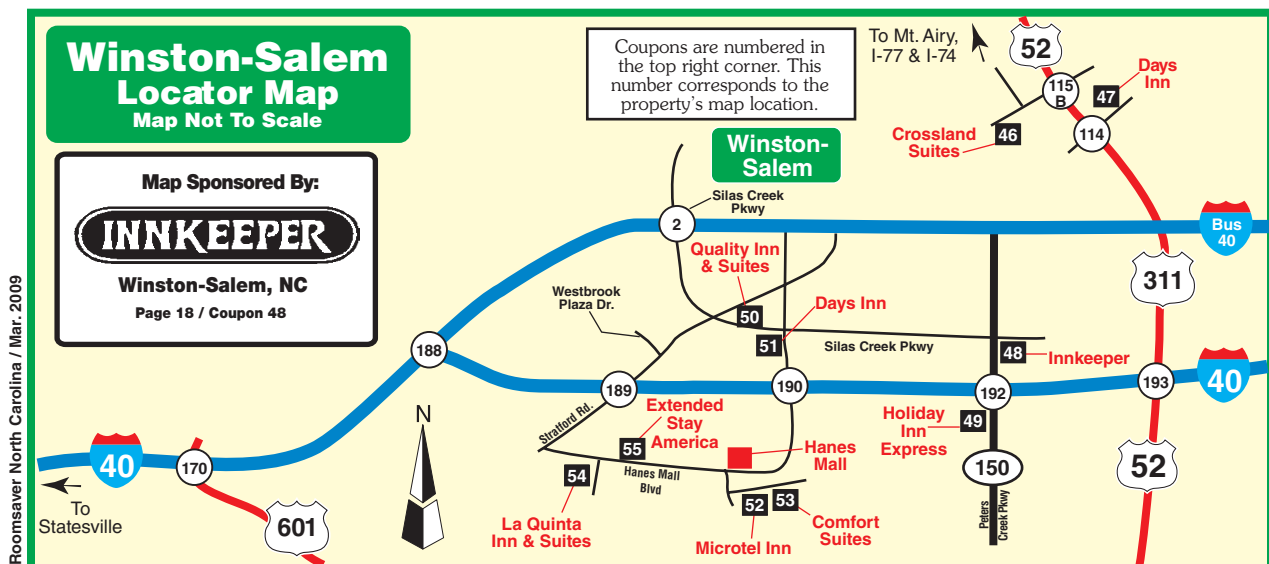 Winston-Salem
Locator Map
Map Not To Scale
Map Sponsored By:
INNKEEPER
Winston-Salem, NC
Page 18 / Coupon 48
Coupons are numbered in
the top right corner. This
number corresponds to the
property's map location.
To Mt. Airy,
I-77 & I-74
52
115
B
47
Days
Inn
Crossland
Suites
46
114
Winston-
Salem
Silas Creek
Pkwy
2
Bus
40
Quality Inn
& Suites
311
Westbrook
Plaza Dr.
50
Days Inn
51
Silas Creek Pkwy
48
Innkeeper
188
189
190
192
193
40
Stratford Rd.
Extended
Stay
America
55
Hanes
Mall
Holiday
Inn
Express
49
N
40
170
To
Statesville
601
54
Hanes Mall
Blvd
La Quinta
Inn & Suites
52
53
Microtel Inn
Comfort
Suites
150
Peters
Creek Pkwy
52
Roomsaver North Carolina / Mar. 2009